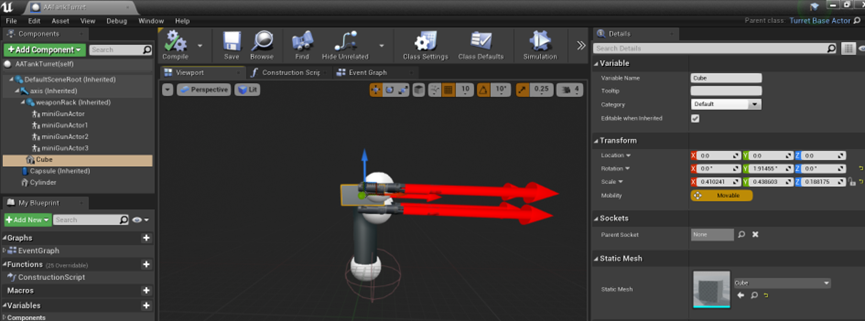 AATankTurret
File Edit Asset View Debug Window Help
Parent class: Turret Base Actor
Components
+ Add Component Search
AATankTurret(self)
DefaultSceneRoot (Inherited)
axis (Inherited)
weaponRack (Inherited)
miniGunActor
miniGunActor1
miniGunActor2
miniGunActor3
Cube
Capsule (Inherited)
Cylinder
My Blueprint
+ Add New Search
Graphs
EventGraph
Functions (28 Overridable)
ConstructionScript
Macros
Variables
Components
Compile Save Browse Find Hide Unrelated Class Settings Class Defaults Simulation
Viewport Construction Scrip Event Graph
Perspective Lit 10 10° 0.25 4
Details
Search Details
Variable
Variable Name Cube
Tooltip
Category Default
Editable when Inherited
Transform
Location X 0.0 Y 0.0 Z 0.0
Rotation X 0.0 ° Y 1.91455 ° Z 0.0 °
Scale X 0.410241 Y 0.438603 Z 0.188175
Mobility Movable
Sockets
Parent Socket None
Static Mesh
Static Mesh Cube